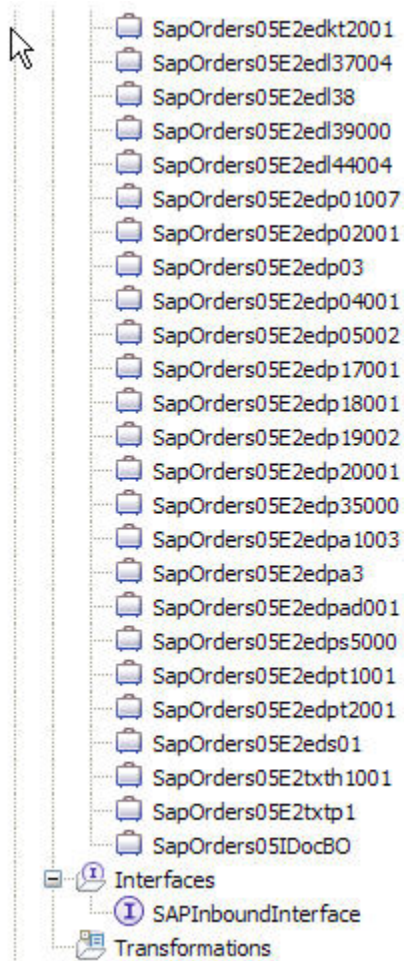 SapOrders05E2edkt2001
SapOrders05E2edl37004
SapOrders05E2edl38
SapOrders05E2edl39000
SapOrders05E2edl44004
SapOrders05E2edp01007
SapOrders05E2edp02001
SapOrders05E2edp03
SapOrders05E2edp04001
SapOrders05E2edp05002
SapOrders05E2edp17001
SapOrders05E2edp18001
SapOrders05E2edp19002
SapOrders05E2edp20001
SapOrders05E2edp35000
SapOrders05E2edpa1003
SapOrders05E2edpa3
SapOrders05E2edpad001
SapOrders05E2edps5000
SapOrders05E2edpt1001
SapOrders05E2edpt2001
SapOrders05E2eds01
SapOrders05E2txth1001
SapOrders05E2txtp1
SapOrders05IDocBO
Interfaces
SAPInboundInterface
Transformations